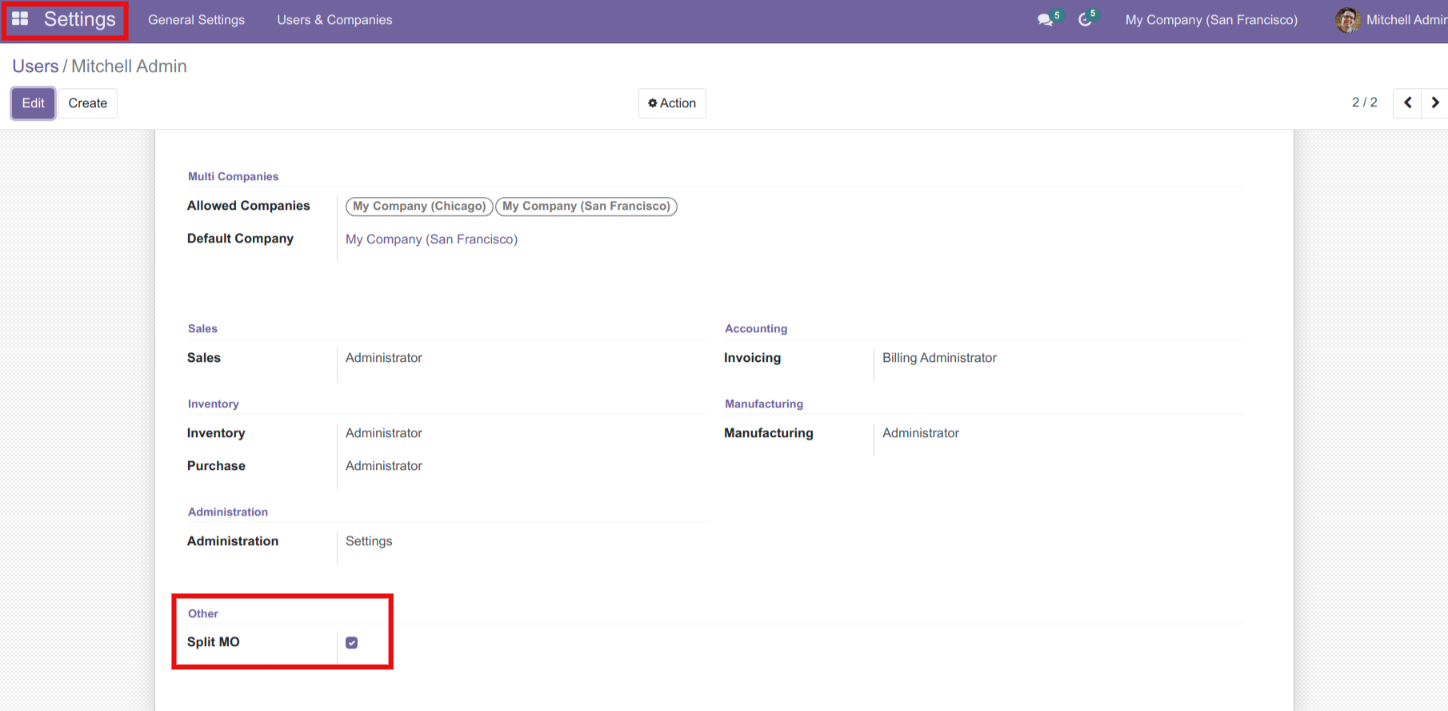 Settings General Settings Users & Companies 5 5 My Company (San Francisco) Mitchell Admin
Users / Mitchell Admin
Edit Create Action 2 / 2
Multi Companies
Allowed Companies My Company (Chicago) My Company (San Francisco)
Default Company My Company (San Francisco)
Sales Accounting
Sales Administrator Invoicing Billing Administrator
Inventory Manufacturing
Inventory Administrator Manufacturing Administrator
Purchase Administrator
Administration
Administration Settings
Other
Split MO